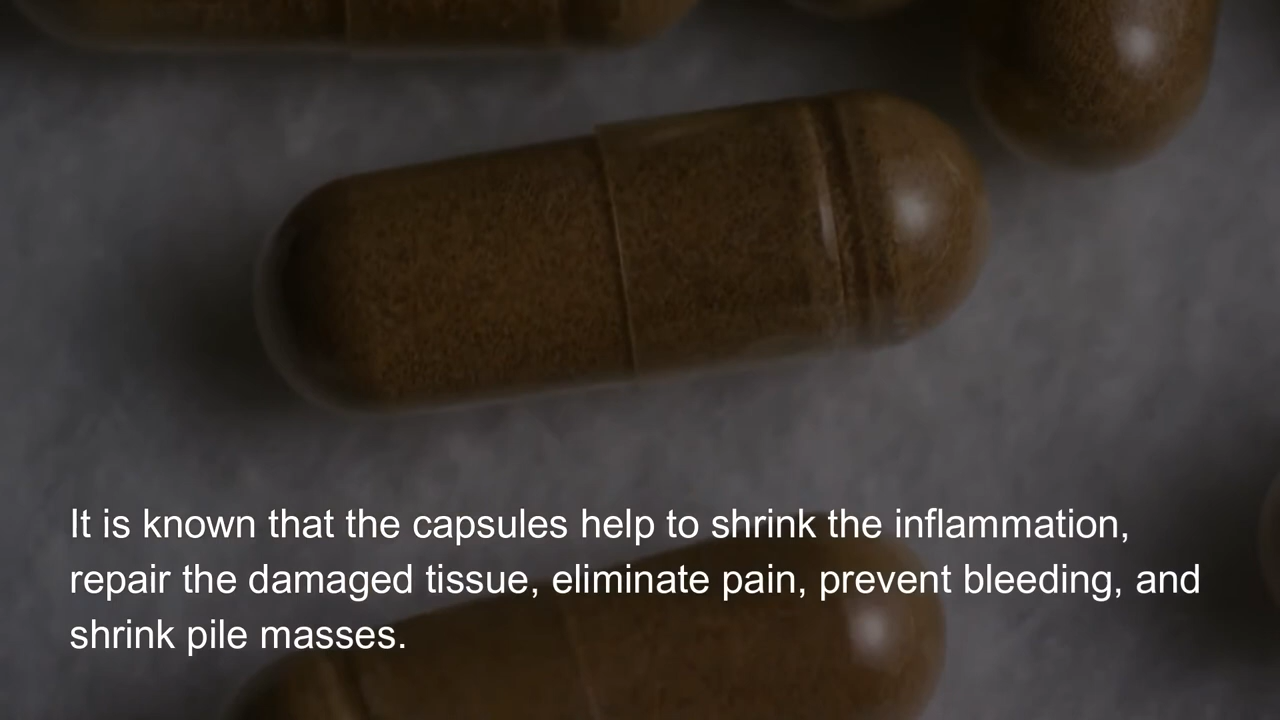 It is known that the capsules help to shrink the inflammation,
repair the damaged tissue, eliminate pain, prevent bleeding, and
shrink pile masses.